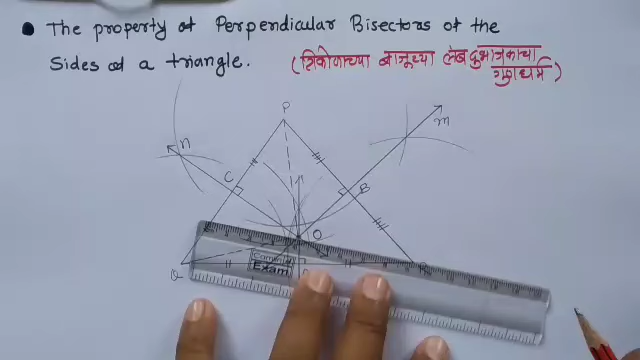 The property of Perpendicular Bisectors of the
Sides of a triangle. (त्रिकोणाच्या बाजूच्या लंबदुभाजकाचा
गुणधर्म)
P
n
m
C
B
O
Q
Exam